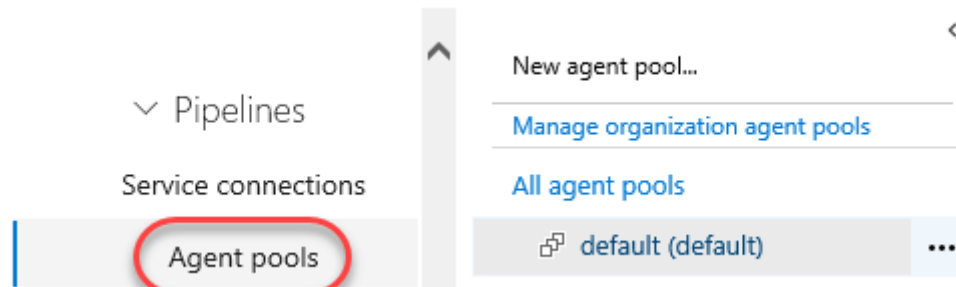 Pipelines
Service connections
Agent pools
New agent pool...
Manage organization agent pools
All agent pools
default (default)